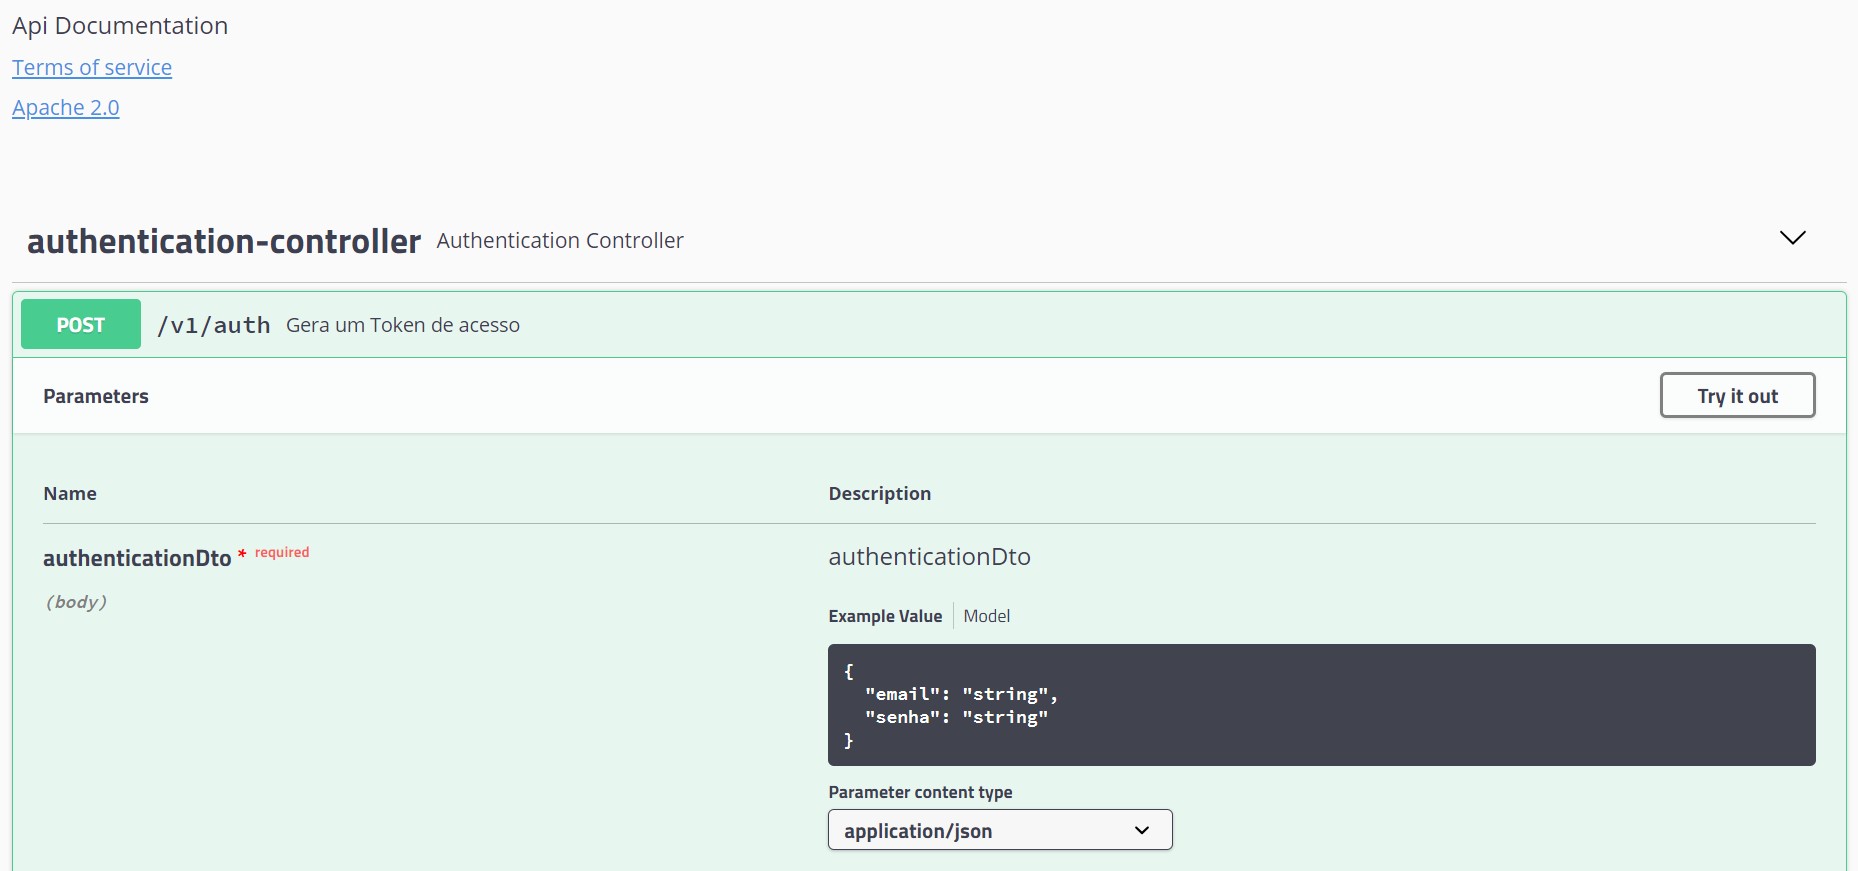 Api Documentation
Terms of service
Apache 2.0
authentication-controller Authentication Controller
POST /v1/auth Gera um Token de acesso
Parameters Try it out
Name Description
authenticationDto * required authenticationDto
(body)
Example Value Model
{
"email": "string",
"senha": "string"
}
Parameter content type
application/json